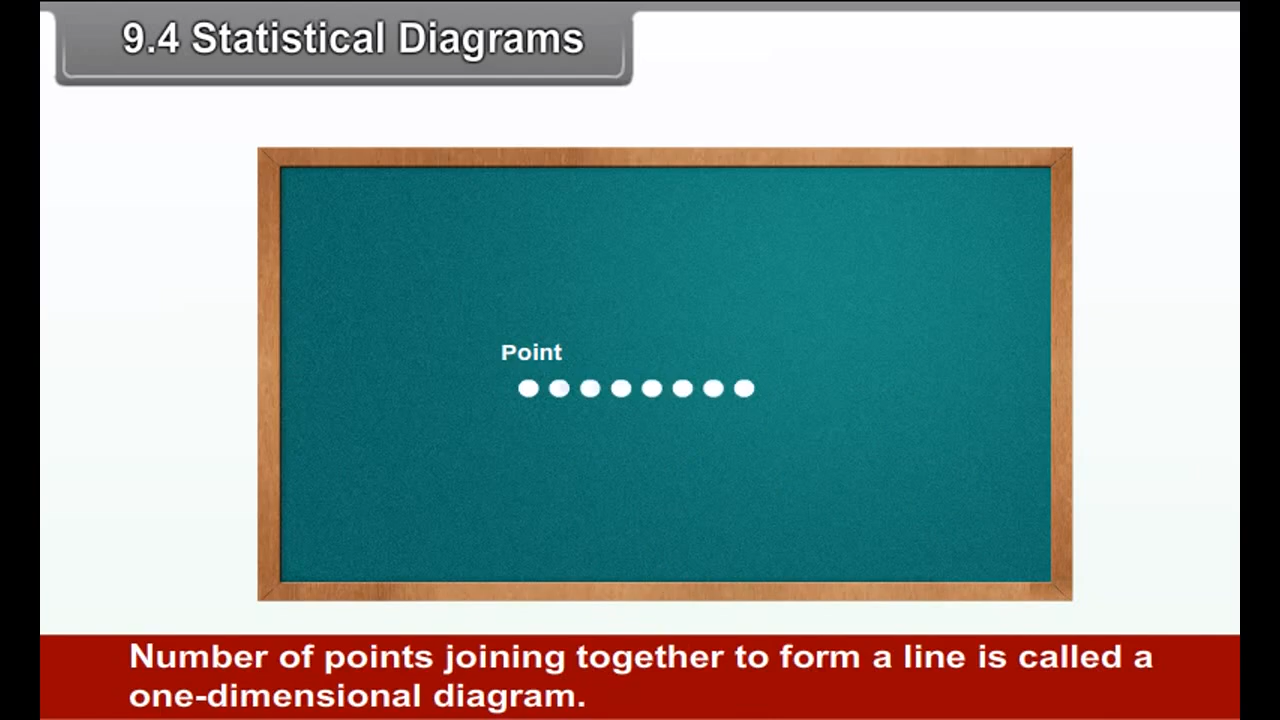 9.4 Statistical Diagrams
Point
Number of points joining together to form a line is called a
one-dimensional diagram.